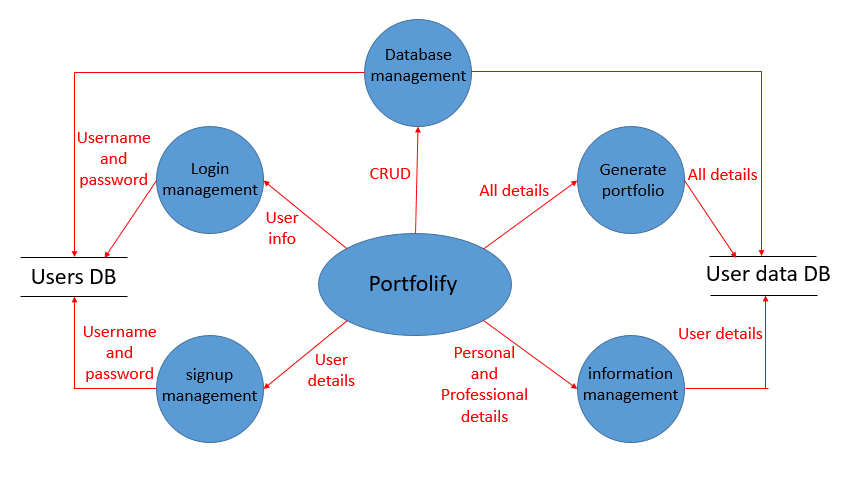 Database
management
Username
and
password
Login
management
CRUD
Generate
portfolio
All details
All details
User
info
Users DB
Portfolify
User data DB
Username
and
password
User
details
Personal
and
Professional
details
User details
signup
management
information
management